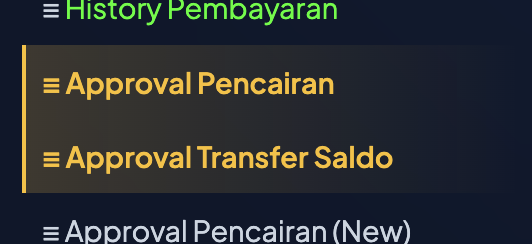 History Pembayaran
Approval Pencairan
Approval Transfer Saldo
Approval Pencairan (New)